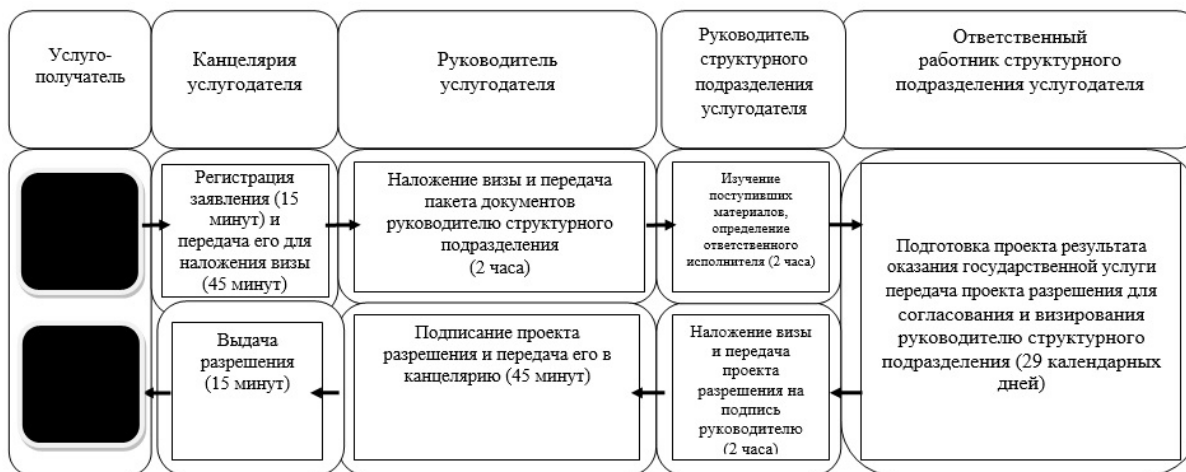 Услуго-
получатель
Канцелярия
услугодателя
Руководитель
услугодателя
Руководитель
структурного
подразделения
услугодателя
Ответственный
работник структурного
подразделения услугодателя
Регистрация
заявления (15
минут) и
передача его для
наложения визы
(45 минут)
Наложение визы и передача
пакета документов
руководителю структурного
подразделения
(2 часа)
Изучение
поступивших
материалов,
определение
ответственного
исполнителя (2 часа)
Подготовка проекта результата
оказания государственной услуги
передача проекта разрешения для
согласования и визирования
руководителю структурного
подразделения (29 календарных
дней)
Выдача
разрешения
(15 минут)
Подписание проекта
разрешения и передача его в
канцелярию (45 минут)
Наложение визы
и передача
проекта
разрешения на
подпись
руководителю
(2 часа)